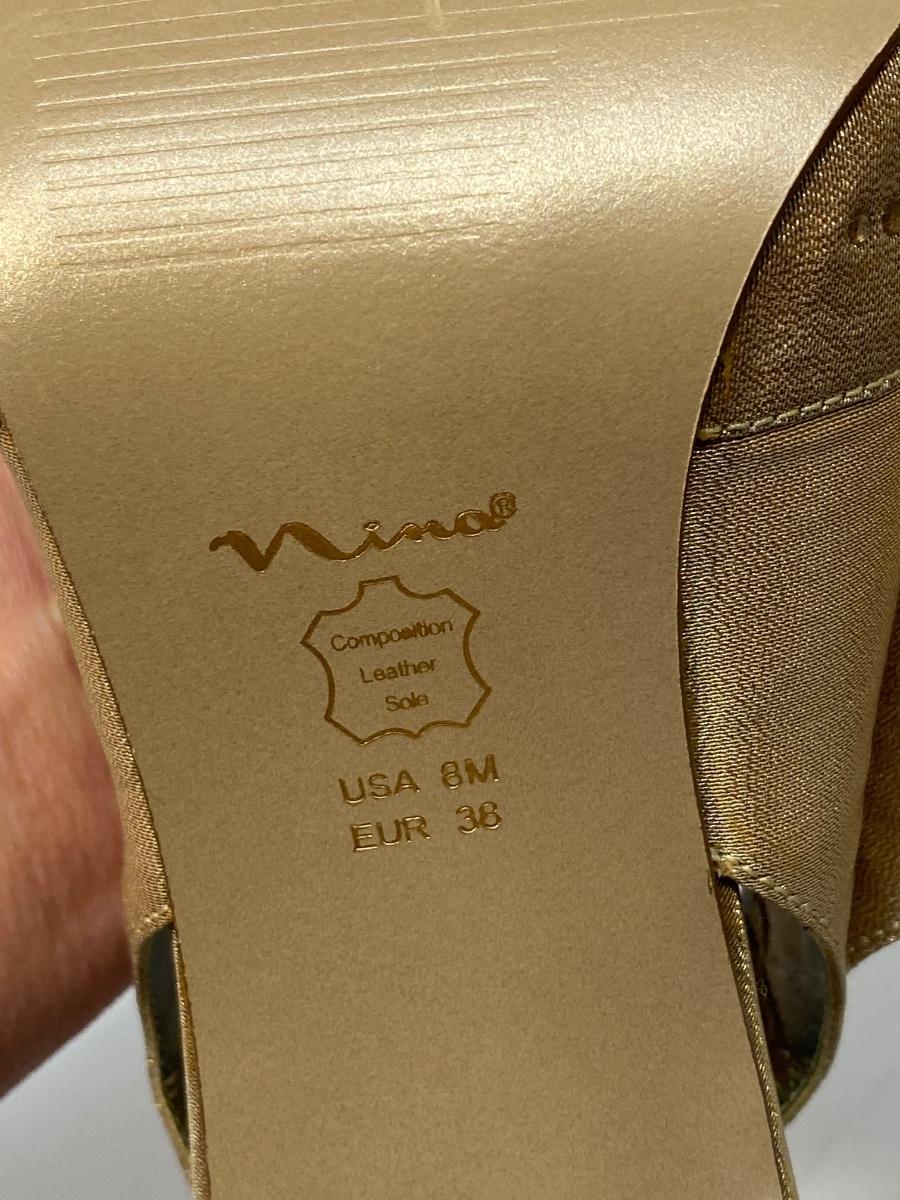 nina®
Composition
Leather
Sole
USA 8M
EUR 38